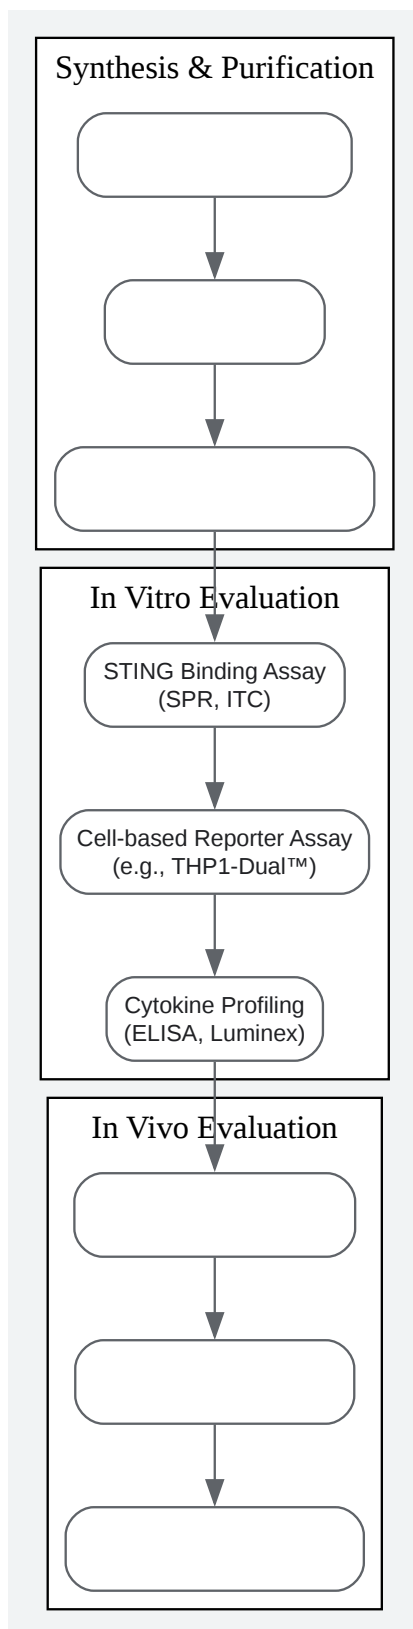 Synthesis & Purification
In Vitro Evaluation
STING Binding Assay
(SPR, ITC)
Cell-based Reporter Assay
(e.g., THP1-Dual™)
Cytokine Profiling
(ELISA, Luminex)
In Vivo Evaluation